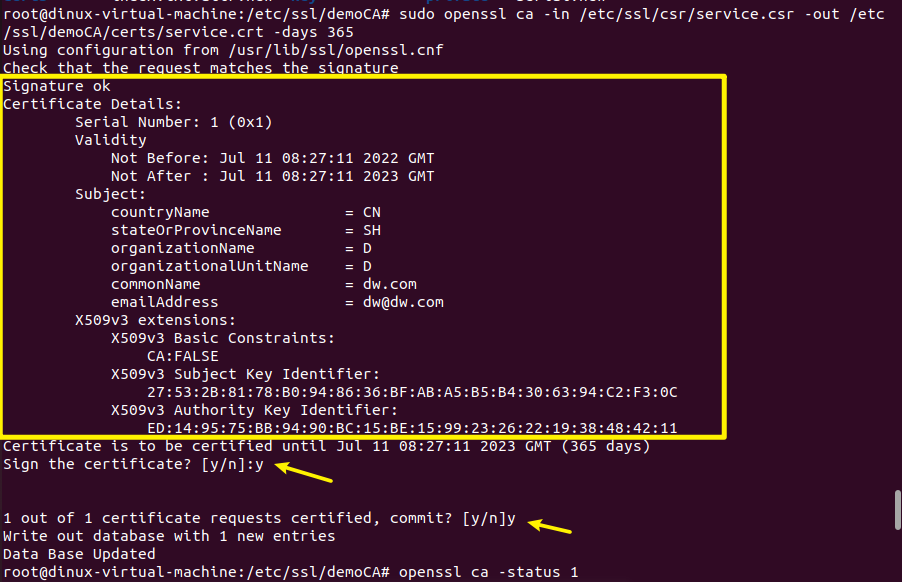 root@dinux-virtual-machine:/etc/ssl/demoCA# sudo openssl ca -in /etc/ssl/csr/service.csr -out /etc
/ssl/demoCA/certs/service.crt -days 365
Using configuration from /usr/lib/ssl/openssl.cnf
Check that the request matches the signature
Signature ok
Certificate Details:
        Serial Number: 1 (0x1)
        Validity
            Not Before: Jul 11 08:27:11 2022 GMT
            Not After : Jul 11 08:27:11 2023 GMT
        Subject:
            countryName               = CN
            stateOrProvinceName       = SH
            organizationName          = D
            organizationalUnitName    = D
            commonName                = dw.com
            emailAddress              = dw@dw.com
        X509v3 extensions:
            X509v3 Basic Constraints:
                CA:FALSE
            X509v3 Subject Key Identifier:
                27:53:2B:81:78:B0:94:86:36:BF:AB:A5:B5:B4:30:63:94:C2:F3:0C
            X509v3 Authority Key Identifier:
                ED:14:95:75:BB:94:90:BC:15:BE:15:99:23:26:22:19:38:48:42:11
Certificate is to be certified until Jul 11 08:27:11 2023 GMT (365 days)
Sign the certificate? [y/n]:y
1 out of 1 certificate requests certified, commit? [y/n]y
Write out database with 1 new entries
Data Base Updated
root@dinux-virtual-machine:/etc/ssl/demoCA# openssl ca -status 1